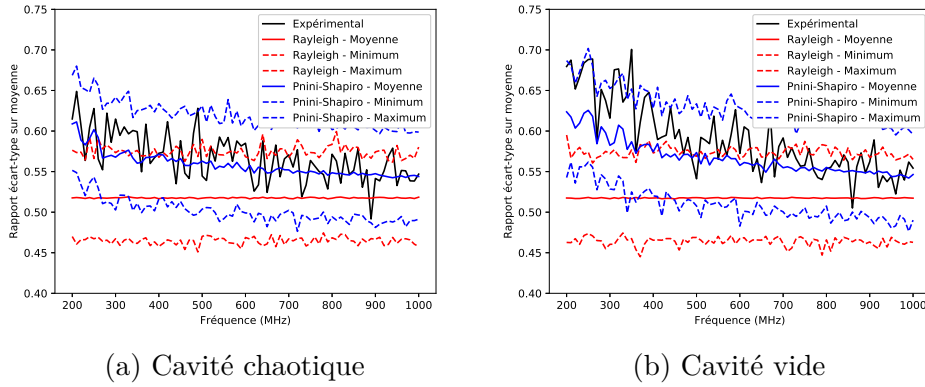 0.75
0.70
0.65
0.60
0.55
0.50
0.45
0.40
Rapport écart-type sur moyenne
200 300 400 500 600 700 800 900 1000
Fréquence (MHz)
Expérimental
Rayleigh - Moyenne
Rayleigh - Minimum
Rayleigh - Maximum
Pnini-Shapiro - Moyenne
Pnini-Shapiro - Minimum
Pnini-Shapiro - Maximum
(a) Cavité chaotique
0.75
0.70
0.65
0.60
0.55
0.50
0.45
0.40
Rapport écart-type sur moyenne
200 300 400 500 600 700 800 900 1000
Fréquence (MHz)
Expérimental
Rayleigh - Moyenne
Rayleigh - Minimum
Rayleigh - Maximum
Pnini-Shapiro - Moyenne
Pnini-Shapiro - Minimum
Pnini-Shapiro - Maximum
(b) Cavité vide